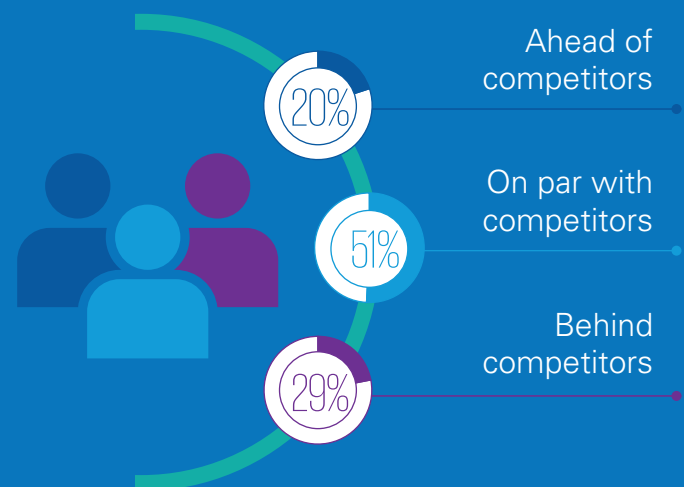 Ahead of
competitors
20%
On par with
competitors
51%
Behind
competitors
29%